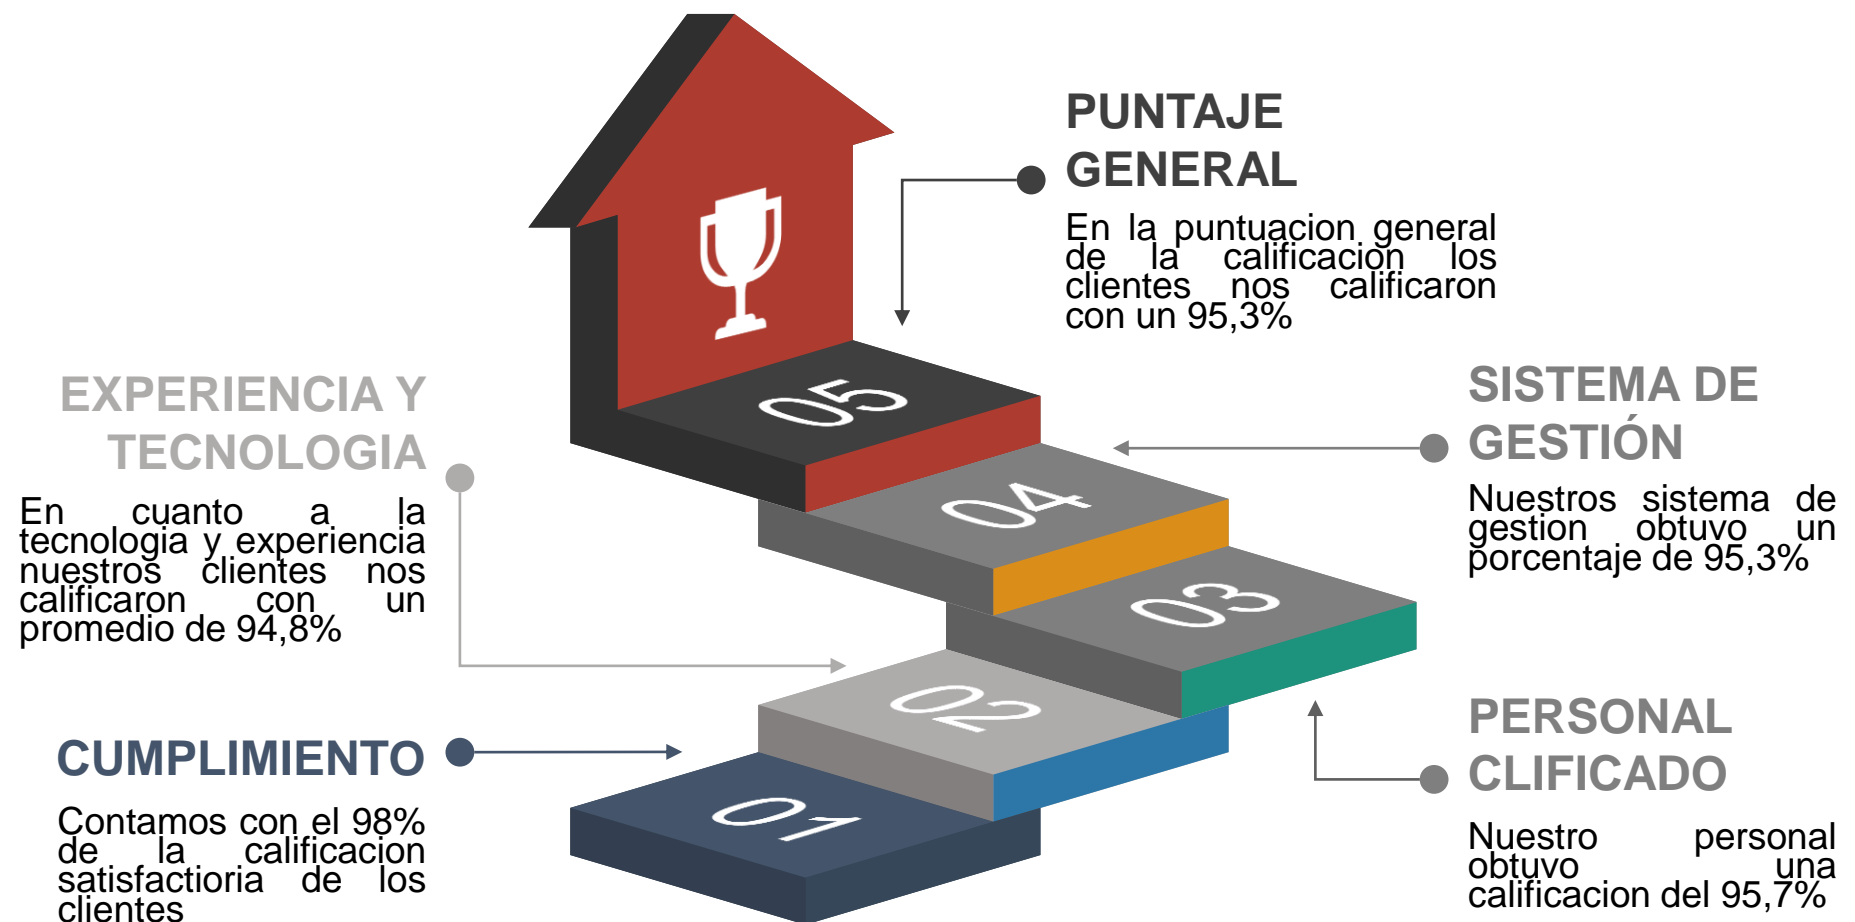 PUNTAJE
GENERAL
En la puntuacion general
de la calificacion los
clientes nos calificaron
con un 95,3%
EXPERIENCIA Y
TECNOLOGIA
En cuanto a la
tecnologia y experiencia
nuestros clientes nos
calificaron con un
promedio de 94,8%
SISTEMA DE
GESTIÓN
Nuestros sistema de
gestion obtuvo un
porcentaje de 95,3%
CUMPLIMIENTO
Contamos con el 98%
de la calificacion
satisfactioria de los
clientes
PERSONAL
CLIFICADO
Nuestro personal
obtuvo una
calificacion del 95,7%
05
04
03
02
01